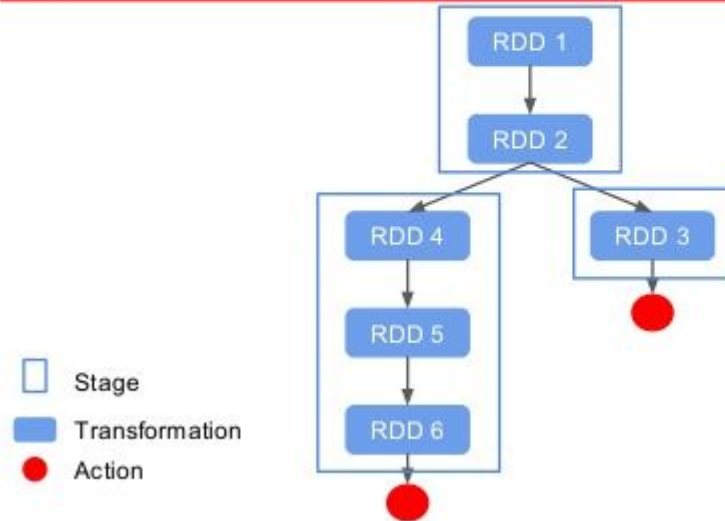 RDD 1
RDD 2
RDD 4
RDD 3
RDD 5
RDD 6
Stage
Transformation
Action